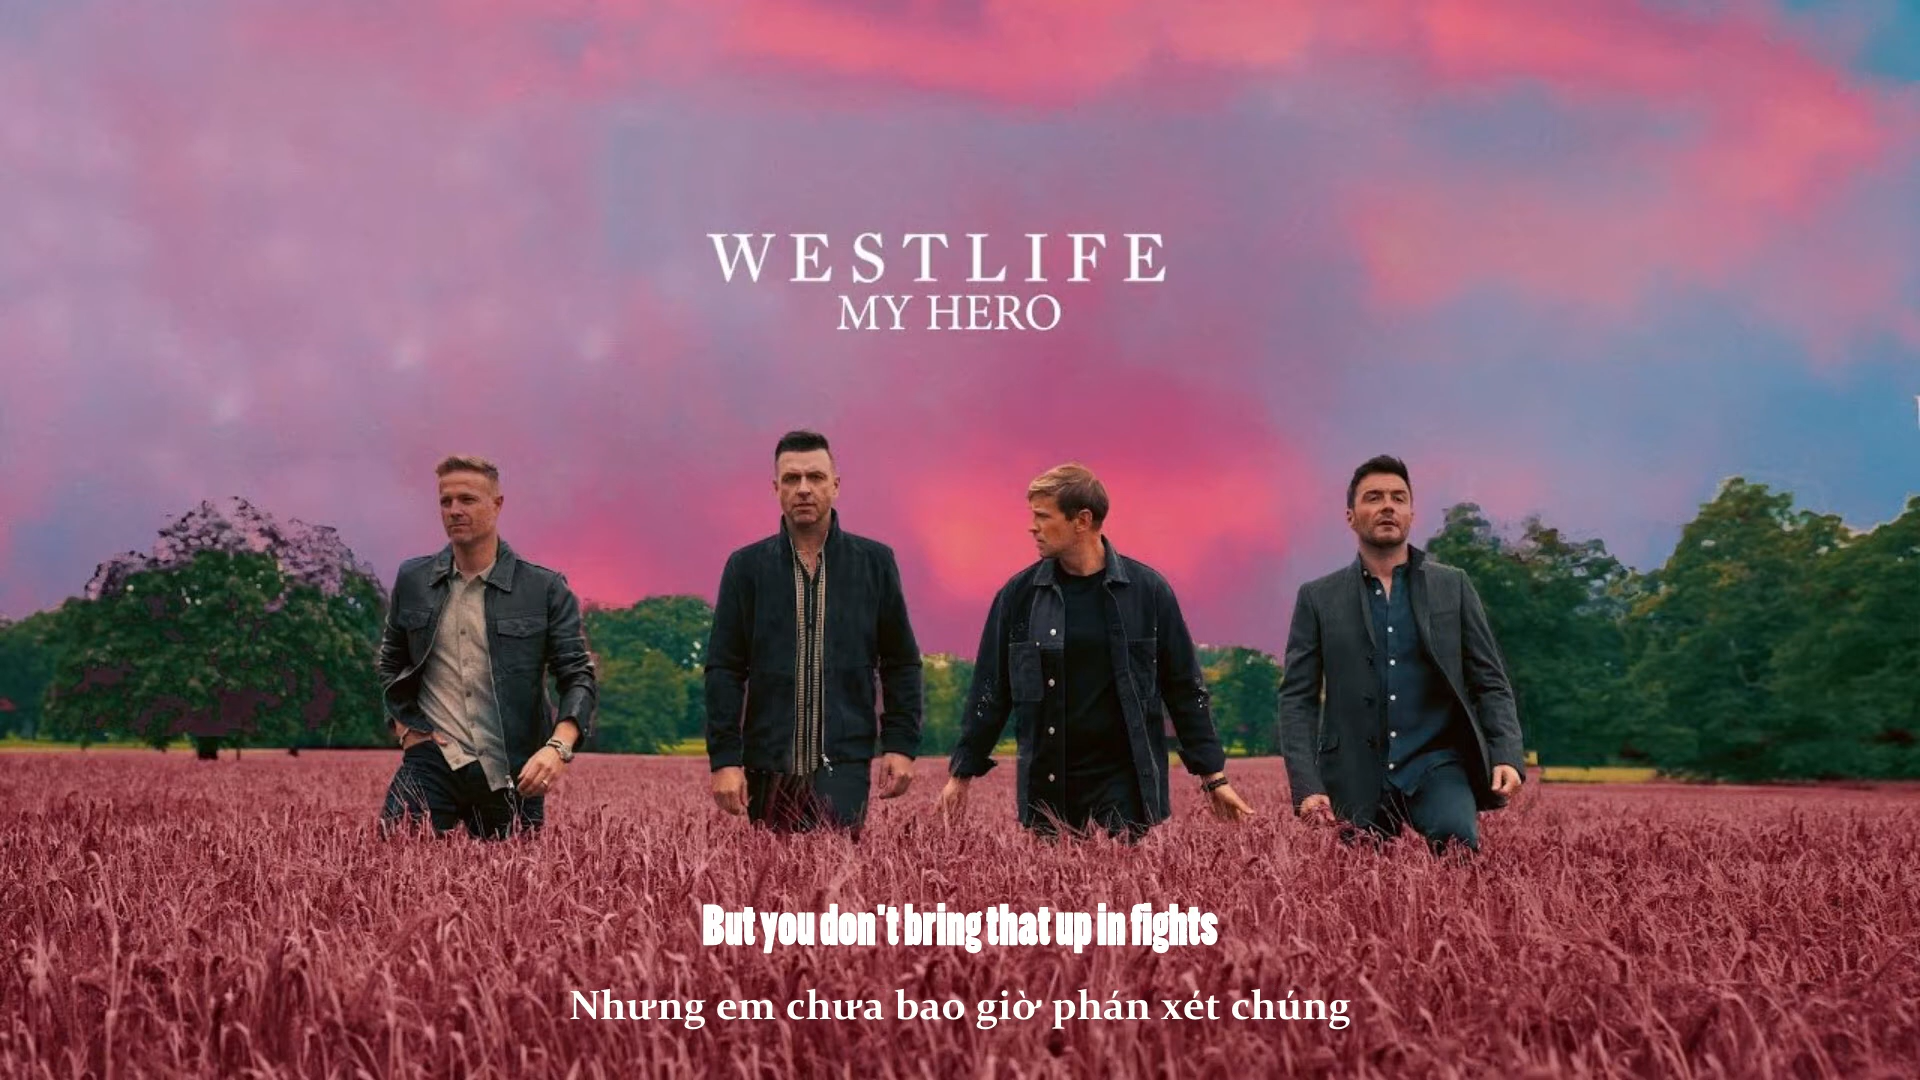 WESTLIFE
MY HERO
But you don't bring that up in fights
Nhưng em chưa bao giờ phán xét chúng